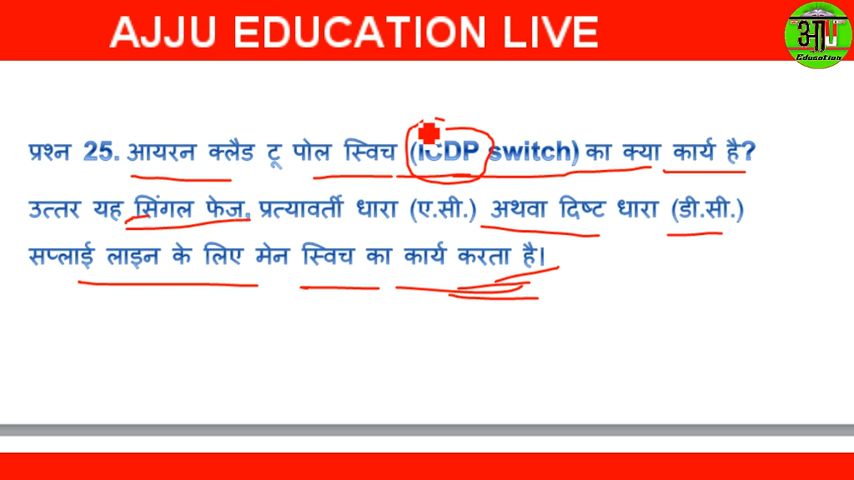 AJJU EDUCATION LIVE
आU
Education
प्रश्न 25. आयरन क्लैड टू पोल स्विच (ICDP switch) का क्या कार्य है?
उत्तर यह सिंगल फेज, प्रत्यावर्ती धारा (ए.सी.) अथवा दिष्ट धारा (डी.सी.)
सप्लाई लाइन के लिए मेन स्विच का कार्य करता है।